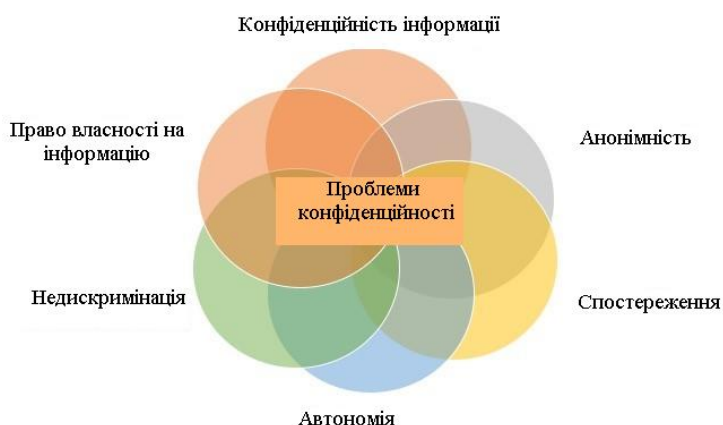 Конфіденційність інформації
Право власності на
інформацію
Анонімність
Проблеми
конфіденційності
Недискримінація
Спостереження
Автономія